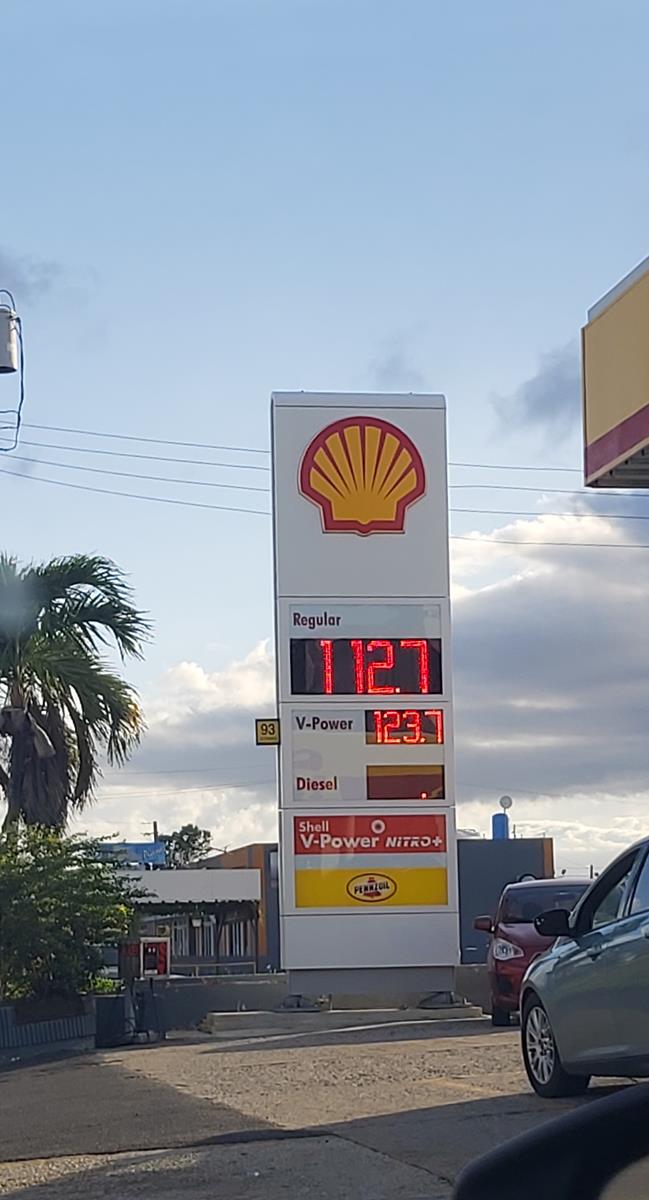 Regular
112.7
V-Power 123.7
93
Diesel
Shell
V-Power NiTRO+
PENNZOIL